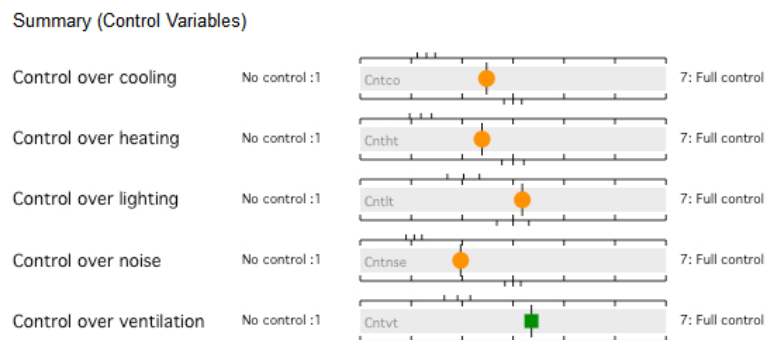 Summary (Control Variables)
Control over cooling No control :1 Cntco 7: Full control
Control over heating No control :1 Cntht 7: Full control
Control over lighting No control :1 Cntlt 7: Full control
Control over noise No control :1 Cntnse 7: Full control
Control over ventilation No control :1 Cntvt 7: Full control